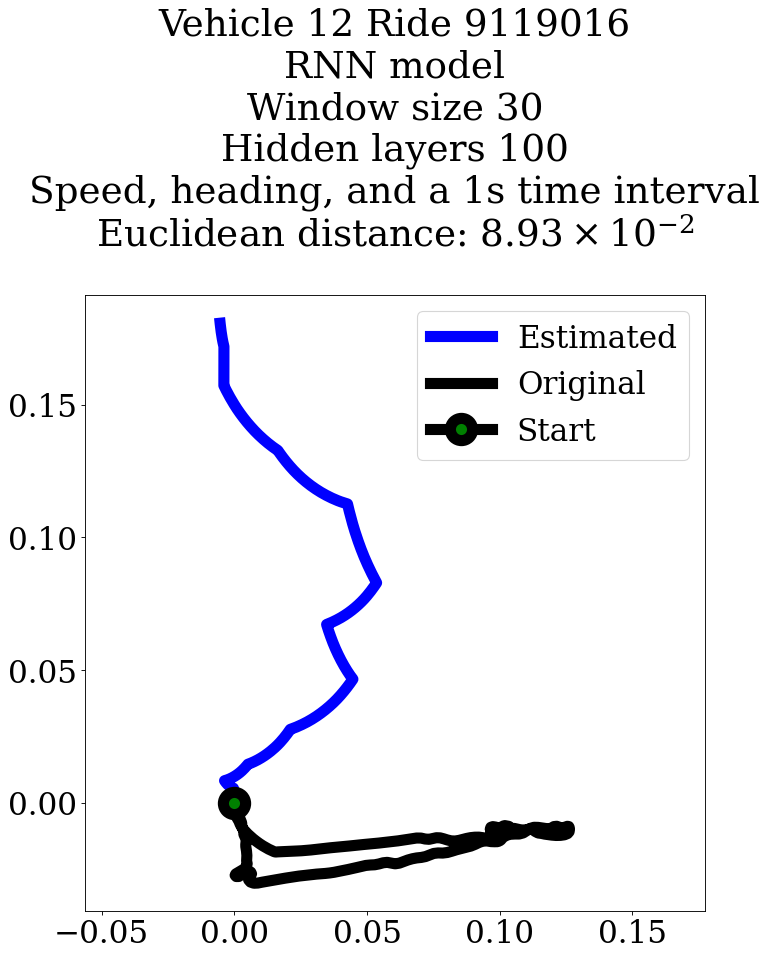 Vehicle 12 Ride 9119016
RNN model
Window size 30
Hidden layers 100
Speed, heading, and a 1s time interval
Euclidean distance: 8.93 × 10⁻²
Estimated
Original
Start
0.15
0.10
0.05
0.00
−0.05 0.00 0.05 0.10 0.15